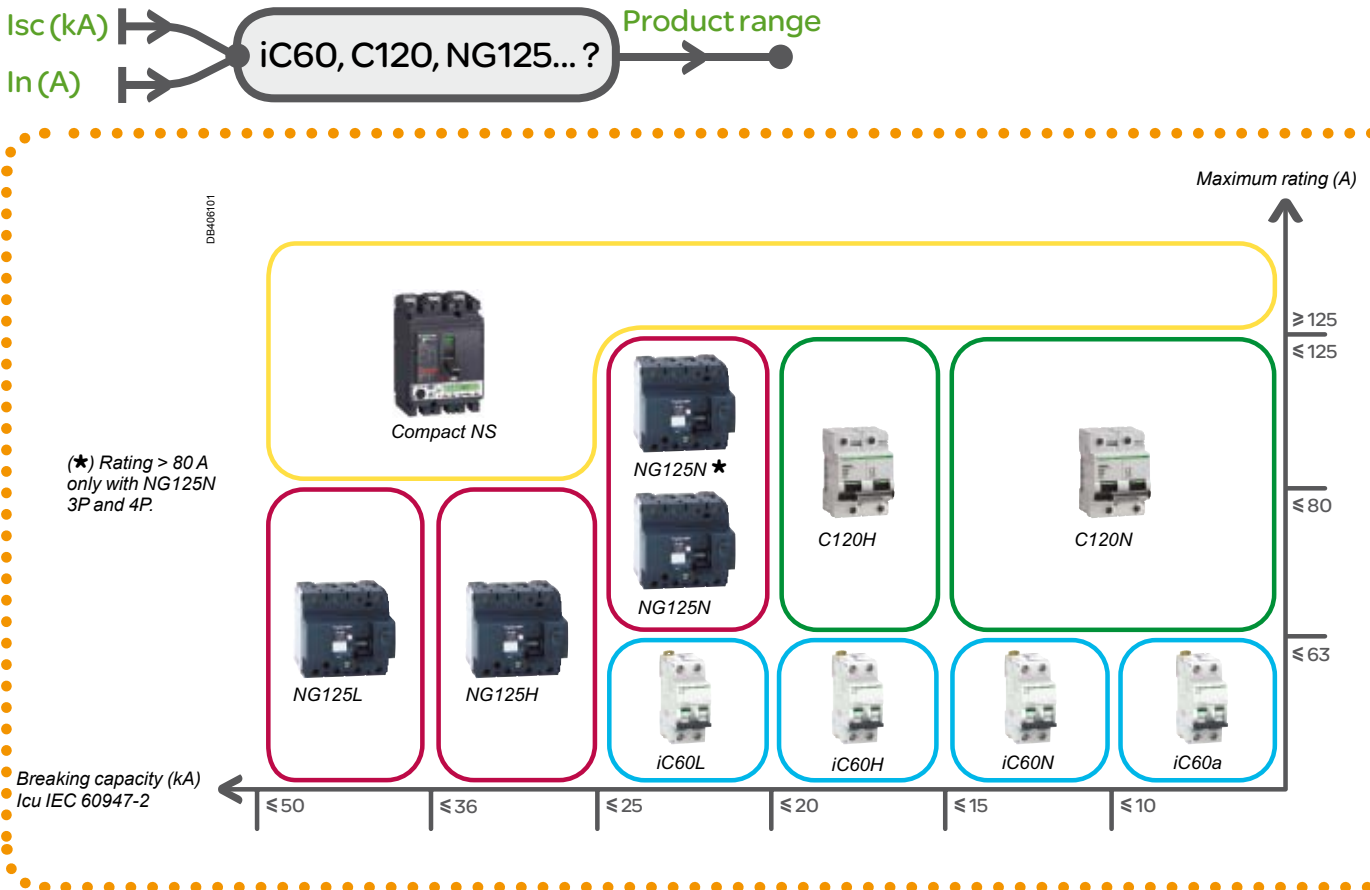 Isc (kA)
In (A)
iC60, C120, NG125... ?
Product range
DB406101
Maximum rating (A)
⩾ 125
⩽ 125
⩽ 80
⩽ 63
Compact NS
(★) Rating > 80 A
only with NG125N
3P and 4P.
NG125N ★
NG125N
C120H
C120N
NG125L
NG125H
iC60L
iC60H
iC60N
iC60a
Breaking capacity (kA)
Icu IEC 60947-2
⩽ 50
⩽ 36
⩽ 25
⩽ 20
⩽ 15
⩽ 10